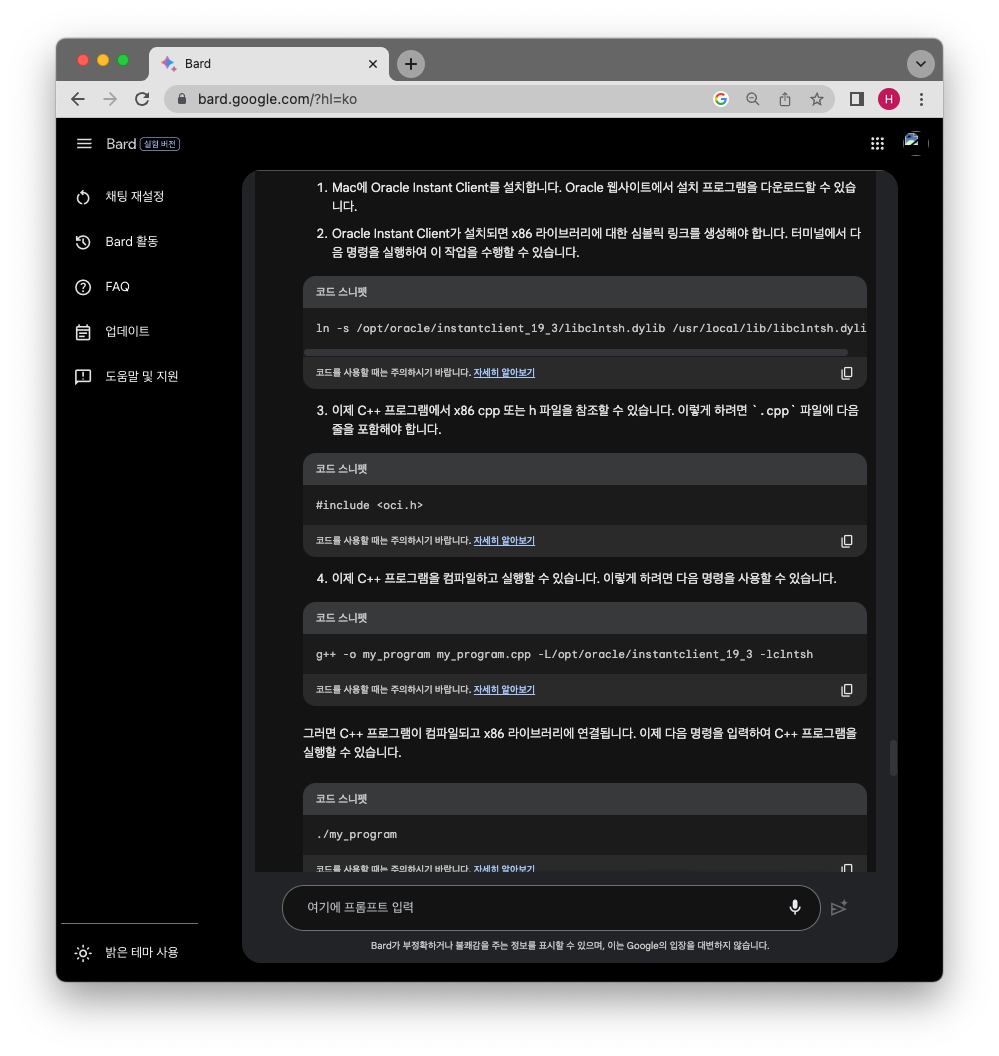 Bard
bard.google.com/?hl=ko
H
Bard 실험 버전
채팅 재설정
Bard 활동
FAQ
업데이트
도움말 및 지원
1. Mac에 Oracle Instant Client를 설치합니다. Oracle 웹사이트에서 설치 프로그램을 다운로드할 수 있습
니다.
2. Oracle Instant Client가 설치되면 x86 라이브러리에 대한 심볼릭 링크를 생성해야 합니다. 터미널에서 다
음 명령을 실행하여 이 작업을 수행할 수 있습니다.
코드 스니펫
ln -s /opt/oracle/instantclient_19_3/libclntsh.dylib /usr/local/lib/libclntsh.dyli
코드를 사용할 때는 주의하시기 바랍니다. 자세히 알아보기
3. 이제 C++ 프로그램에서 x86 cpp 또는 h 파일을 참조할 수 있습니다. 이렇게 하려면 `.cpp` 파일에 다음
줄을 포함해야 합니다.
코드 스니펫
#include <oci.h>
코드를 사용할 때는 주의하시기 바랍니다. 자세히 알아보기
4. 이제 C++ 프로그램을 컴파일하고 실행할 수 있습니다. 이렇게 하려면 다음 명령을 사용할 수 있습니다.
코드 스니펫
g++ -o my_program my_program.cpp -L/opt/oracle/instantclient_19_3 -lclntsh
코드를 사용할 때는 주의하시기 바랍니다. 자세히 알아보기
그러면 C++ 프로그램이 컴파일되고 x86 라이브러리에 연결됩니다. 이제 다음 명령을 입력하여 C++ 프로그램을
실행할 수 있습니다.
코드 스니펫
./my_program
코드를 사용할 때는 주의하시기 바랍니다. 자세히 알아보기
여기에 프롬프트 입력
Bard가 부정확하거나 불쾌감을 주는 정보를 표시할 수 있으며, 이는 Google의 입장을 대변하지 않습니다.
밝은 테마 사용